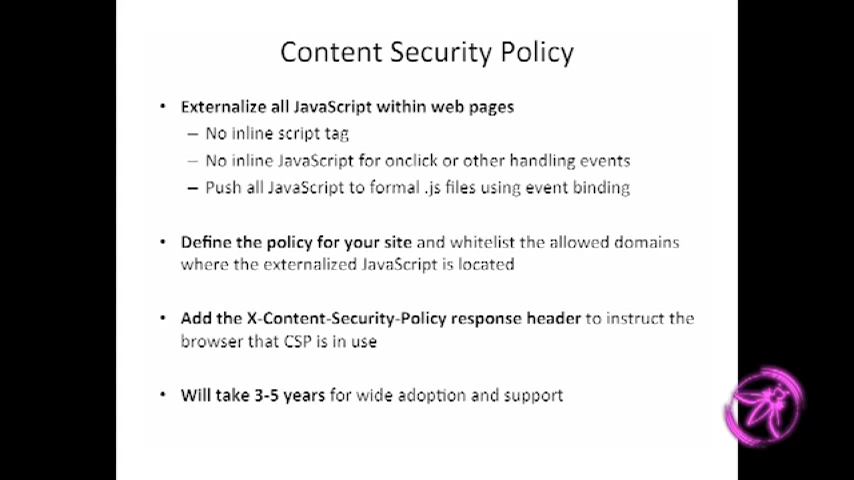 Content Security Policy
• Externalize all JavaScript within web pages
– No inline script tag
– No inline JavaScript for onclick or other handling events
– Push all JavaScript to formal .js files using event binding
• Define the policy for your site and whitelist the allowed domains
where the externalized JavaScript is located
• Add the X-Content-Security-Policy response header to instruct the
browser that CSP is in use
• Will take 3-5 years for wide adoption and support